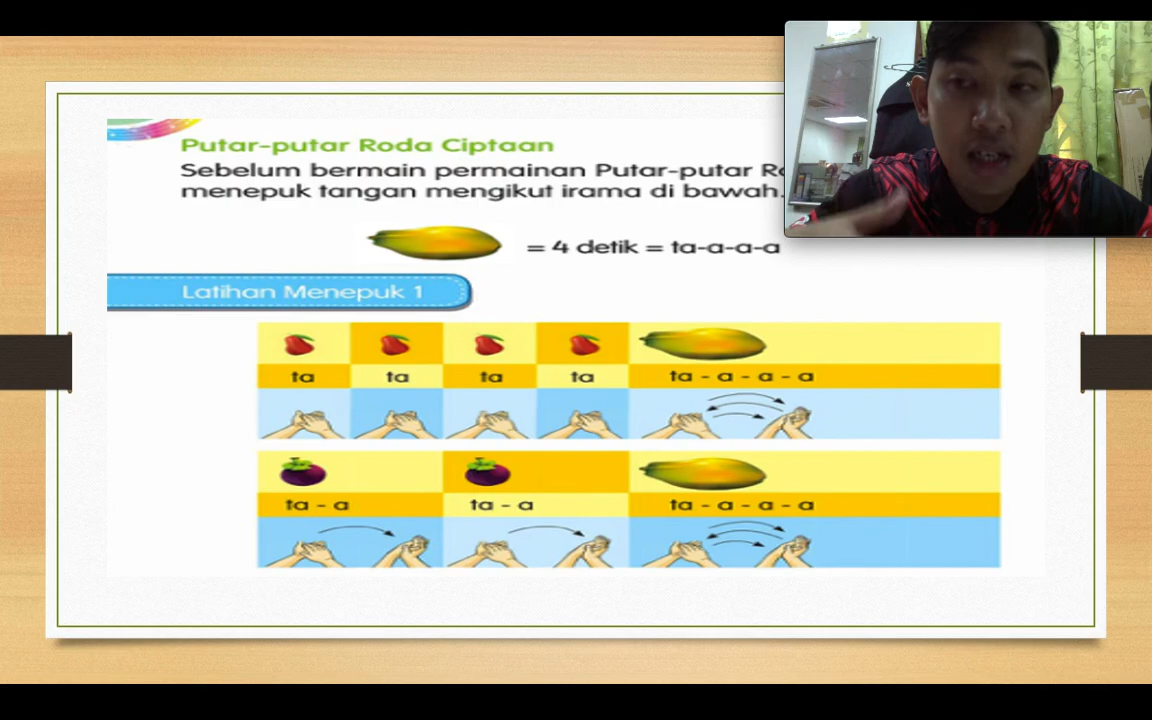 Putar-putar Roda Ciptaan
Sebelum bermain permainan Putar-putar
menepuk tangan mengikut irama di bawah.
= 4 detik = ta-a-a-a
Latihan Menepuk 1
ta ta ta ta ta - a - a - a
ta - a ta - a ta - a - a - a